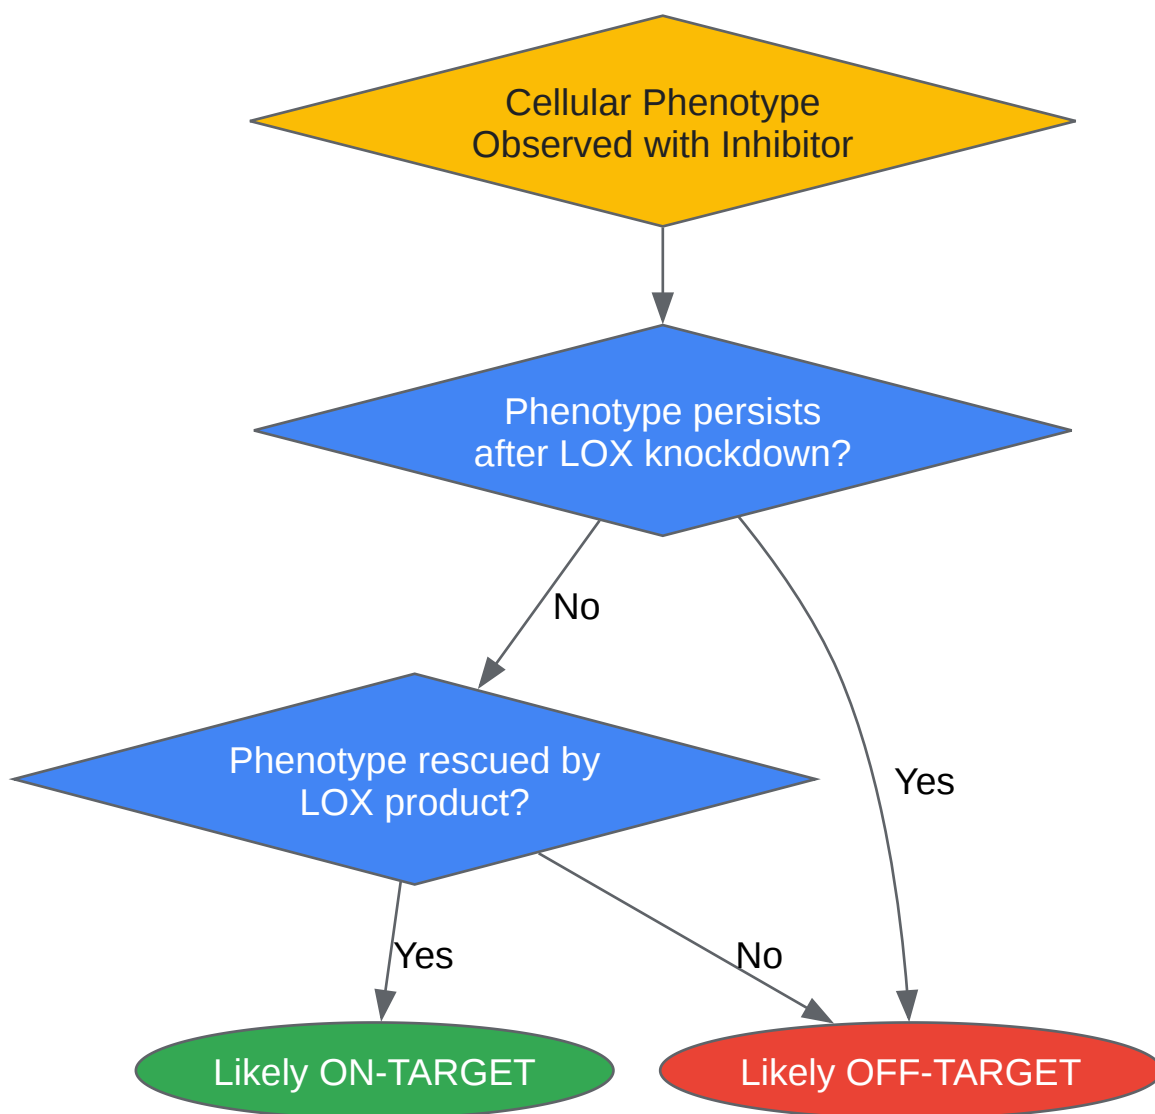 Cellular Phenotype
Observed with Inhibitor
Phenotype persists
after LOX knockdown?
No
Phenotype rescued by
LOX product?
Yes
Yes
No
Likely ON-TARGET
Likely OFF-TARGET